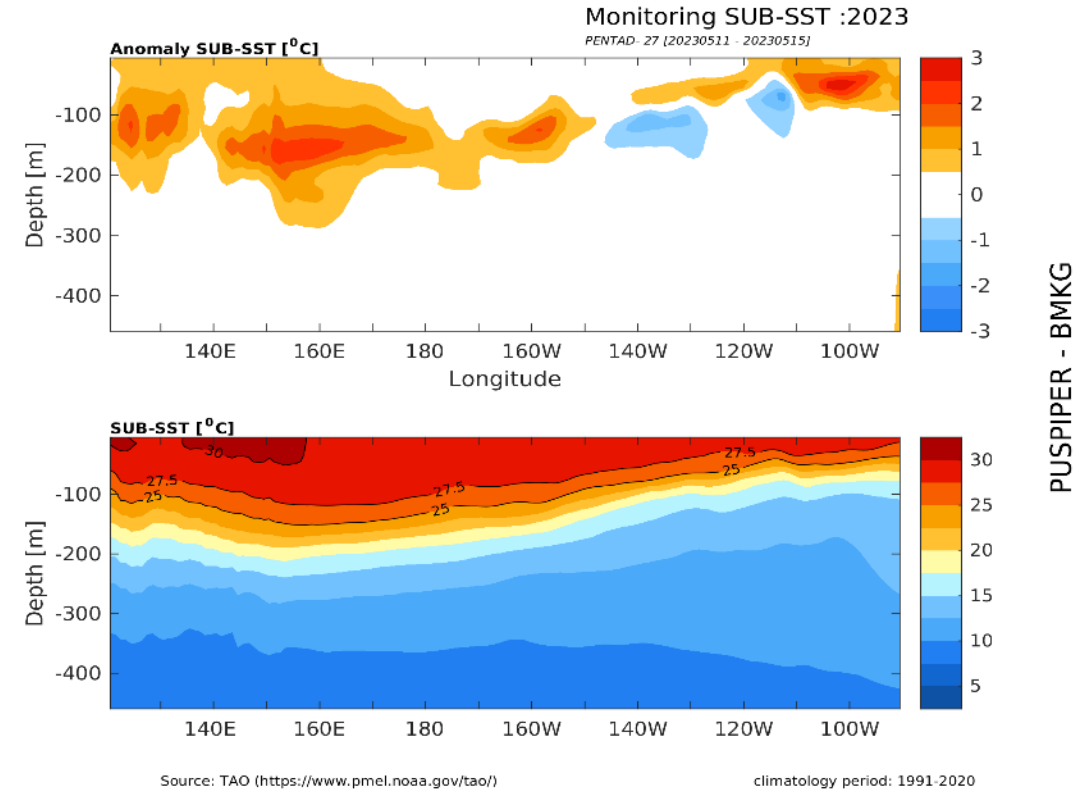 Monitoring SUB-SST :2023
PENTAD- 27 [20230511 - 20230515]
Anomaly SUB-SST [⁰C]
-100
-200
-300
-400
Depth [m]
140E 160E 180 160W 140W 120W 100W
Longitude
3
2
1
0
-1
-2
-3
SUB-SST [⁰C]
30
27.5
25
27.5
25
27.5
25
-100
-200
-300
-400
Depth [m]
140E 160E 180 160W 140W 120W 100W
30
25
20
15
10
5
PUSPIPER - BMKG
Source: TAO (https://www.pmel.noaa.gov/tao/)
climatology period: 1991-2020